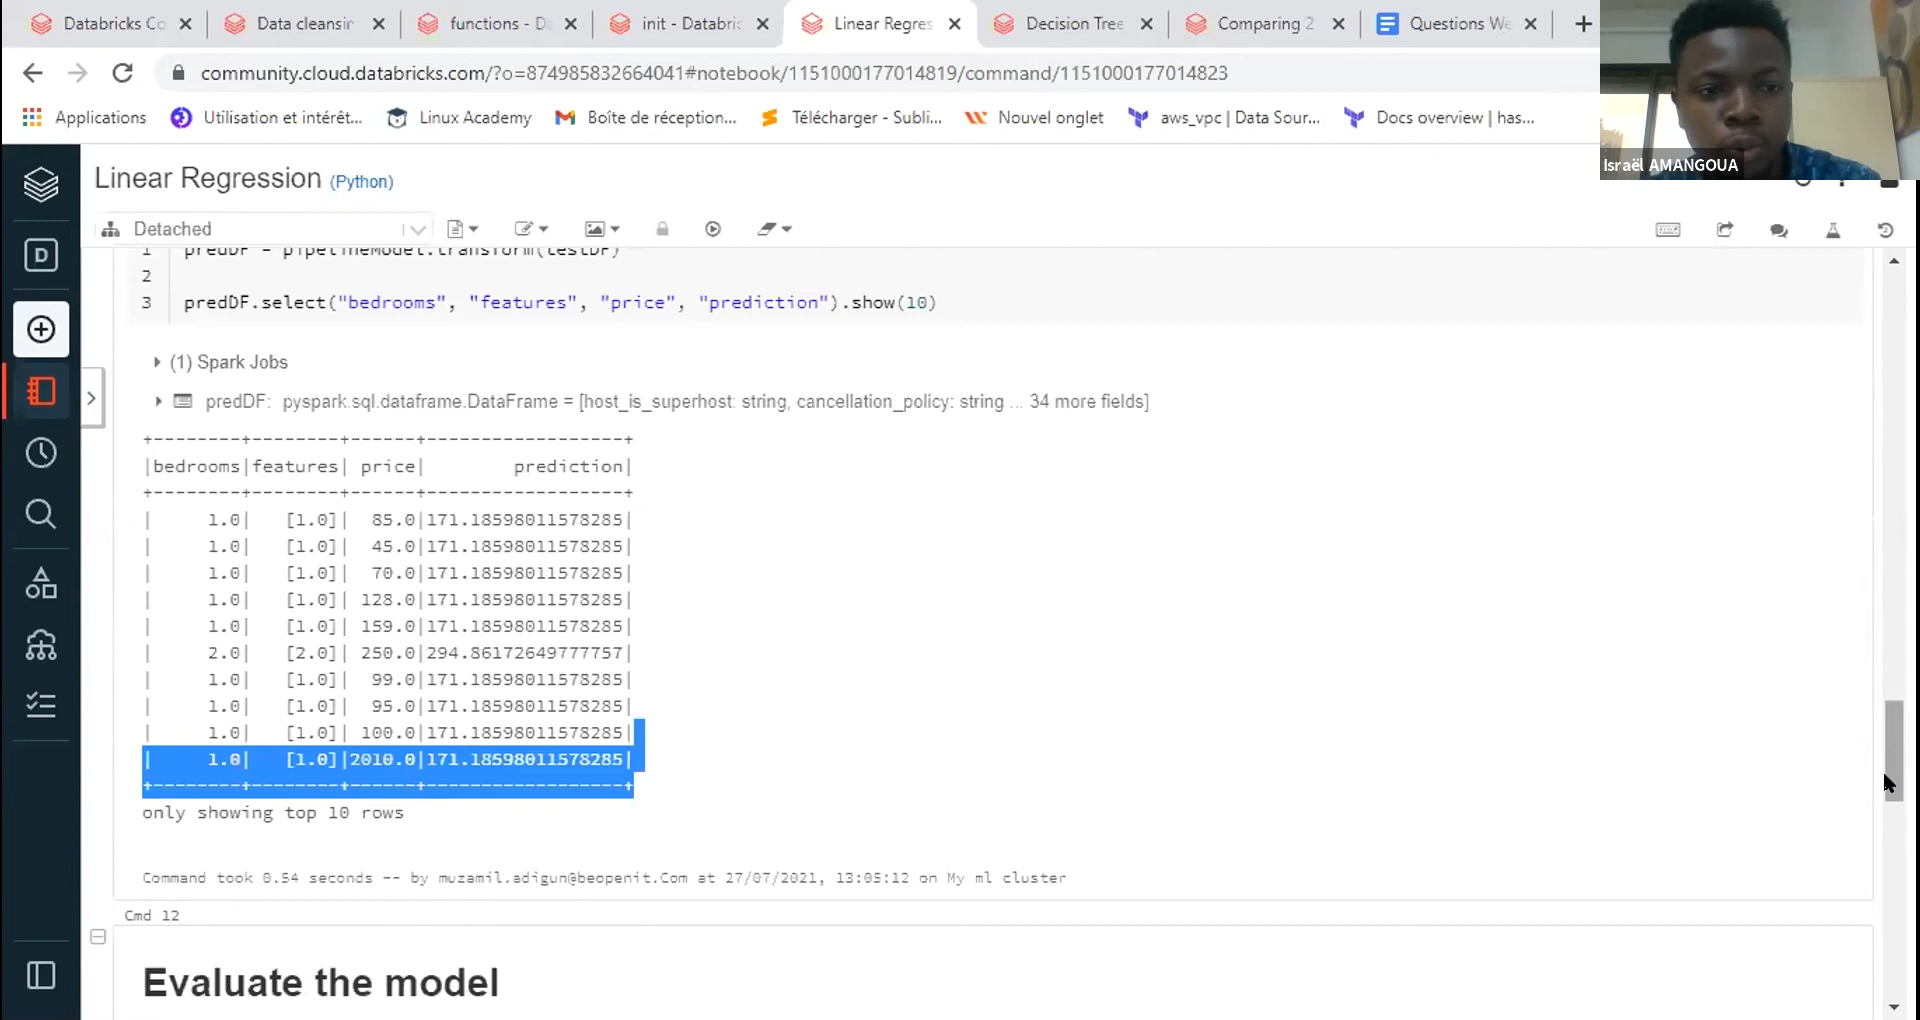 Databricks Co
Data cleansin
functions - Da
init - Databric
Linear Regres
Decision Tree
Comparing 2
Questions We
community.cloud.databricks.com/?o=874985832664041#notebook/1151000177014819/command/1151000177014823
Applications
Utilisation et intérêt...
Linux Academy
Boîte de réception...
Télécharger - Subli...
Nouvel onglet
aws_vpc | Data Sour...
Docs overview | has...
Israël AMANGOUA
Linear Regression (Python)
Detached
1 predDF = pipelineModel.transform(testDF)
2
3 predDF.select("bedrooms", "features", "price", "prediction").show(10)
(1) Spark Jobs
predDF: pyspark.sql.dataframe.DataFrame = [host_is_superhost: string, cancellation_policy: string ... 34 more fields]
+--------+--------+------+------------------+
|bedrooms|features| price|        prediction|
+--------+--------+------+------------------+
|     1.0|   [1.0]|  85.0|171.18598011578285|
|     1.0|   [1.0]|  45.0|171.18598011578285|
|     1.0|   [1.0]|  70.0|171.18598011578285|
|     1.0|   [1.0]| 128.0|171.18598011578285|
|     1.0|   [1.0]| 159.0|171.18598011578285|
|     2.0|   [2.0]| 250.0|294.86172649777757|
|     1.0|   [1.0]|  99.0|171.18598011578285|
|     1.0|   [1.0]|  95.0|171.18598011578285|
|     1.0|   [1.0]| 100.0|171.18598011578285|
|     1.0|   [1.0]|2010.0|171.18598011578285|
+--------+--------+------+------------------+
only showing top 10 rows
Command took 0.54 seconds -- by muzamil.adigun@beopenit.Com at 27/07/2021, 13:05:12 on My ml cluster
Cmd 12
Evaluate the model